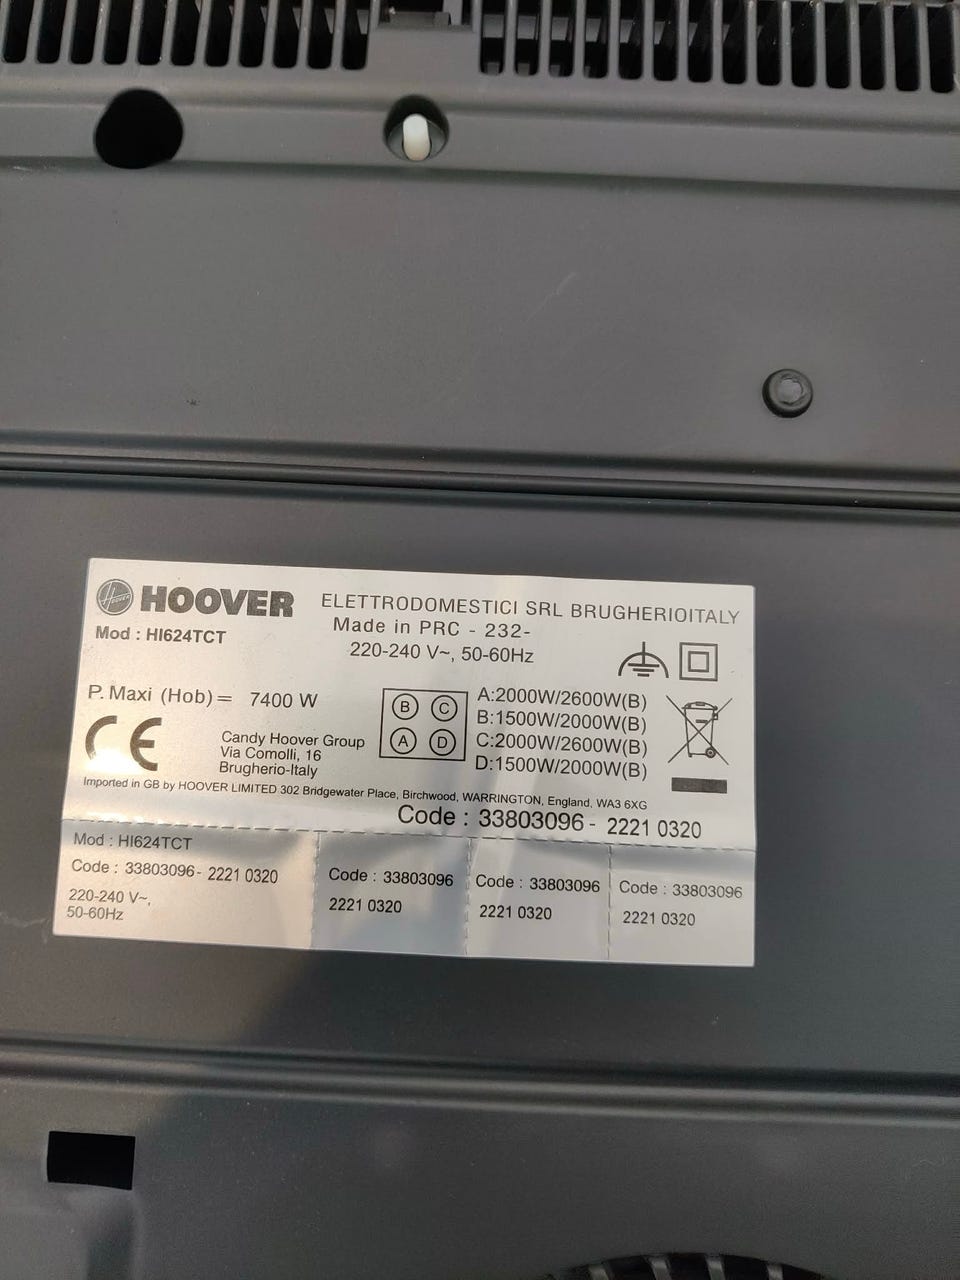 HOOVER ELETTRODOMESTICI SRL BRUGHERIOITALY
Mod : HI624TCT
Made in PRC - 232-
220-240 V~, 50-60Hz
P. Maxi (Hob) = 7400 W
B C
A D
A:2000W/2600W(B)
B:1500W/2000W(B)
C:2000W/2600W(B)
D:1500W/2000W(B)
CE
Candy Hoover Group
Via Comolli, 16
Brugherio-Italy
Imported in GB by HOOVER LIMITED 302 Bridgewater Place, Birchwood, WARRINGTON, England, WA3 6XG
Code : 33803096 - 2221 0320
Mod : HI624TCT
Code : 33803096- 2221 0320
220-240 V~,
50-60Hz
Code : 33803096
2221 0320
Code : 33803096
2221 0320
Code : 33803096
2221 0320